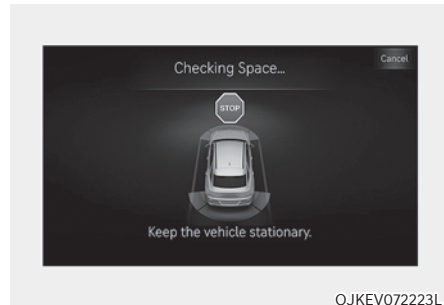 Checking Space...
Cancel
STOP
Keep the vehicle stationary.
OJKEV072223L